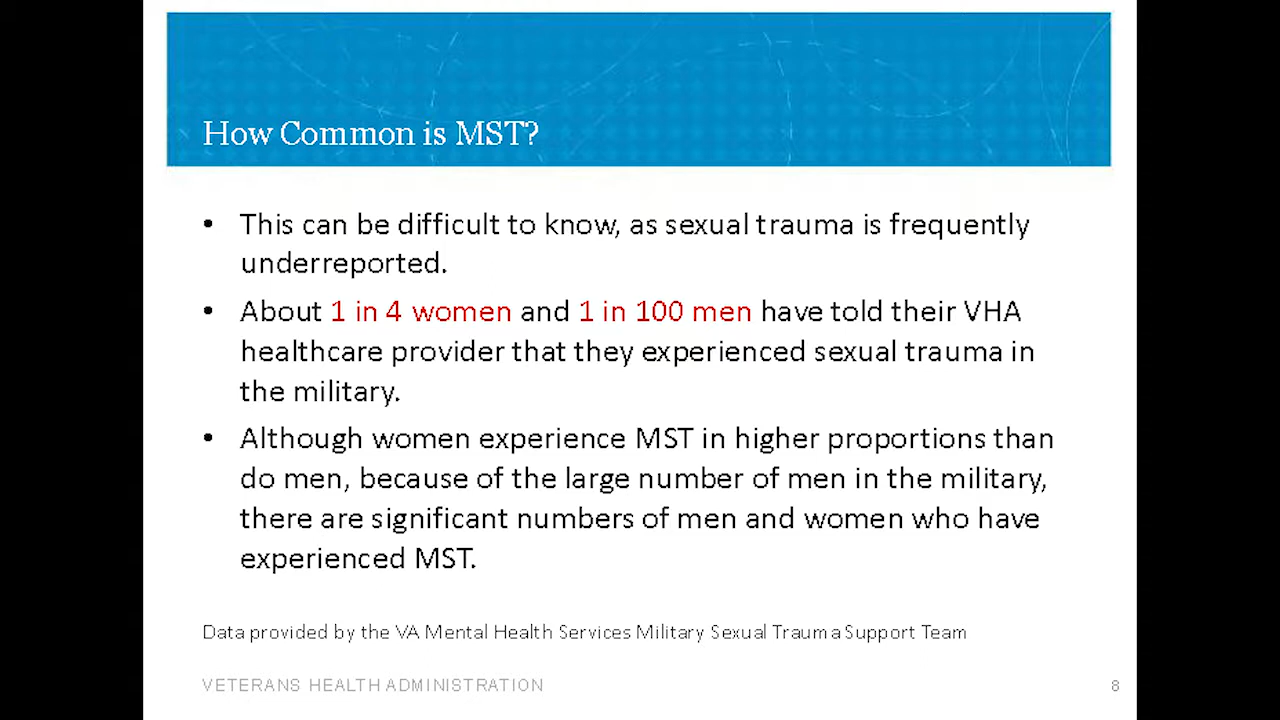 How Common is MST?
• This can be difficult to know, as sexual trauma is frequently
underreported.
• About 1 in 4 women and 1 in 100 men have told their VHA
healthcare provider that they experienced sexual trauma in
the military.
• Although women experience MST in higher proportions than
do men, because of the large number of men in the military,
there are significant numbers of men and women who have
experienced MST.
Data provided by the VA Mental Health Services Military Sexual Trauma Support Team
VETERANS HEALTH ADMINISTRATION
8